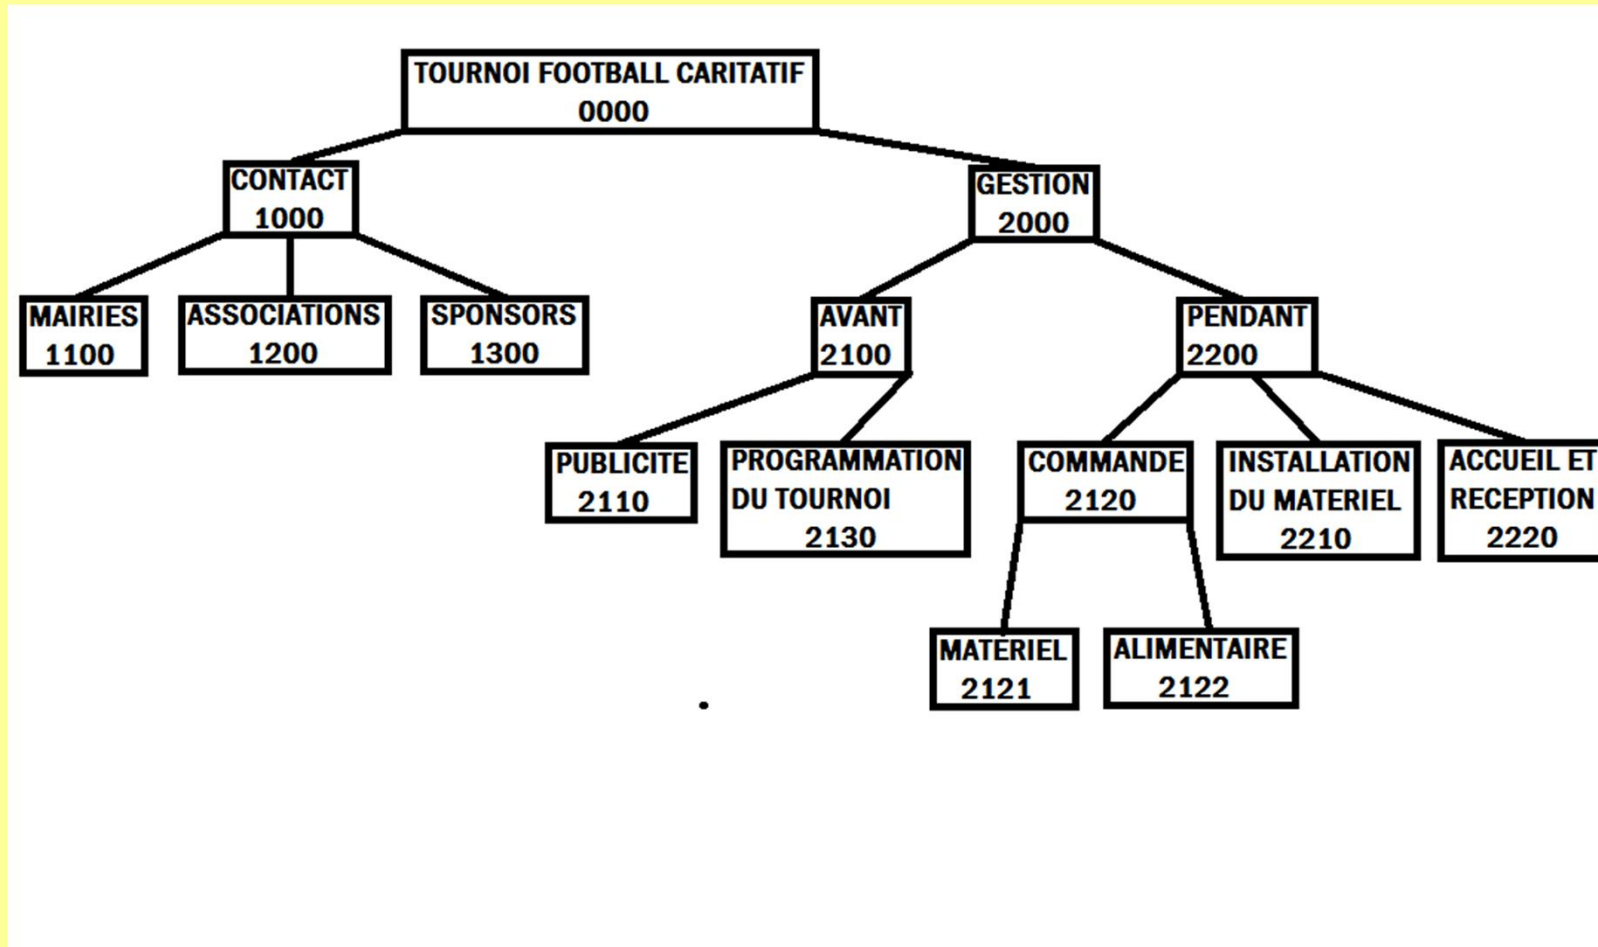 TOURNOI FOOTBALL CARITATIF
0000
CONTACT
1000
GESTION
2000
MAIRIES
1100
ASSOCIATIONS
1200
SPONSORS
1300
AVANT
2100
PENDANT
2200
PUBLICITE
2110
PROGRAMMATION
DU TOURNOI
2130
COMMANDE
2120
INSTALLATION
DU MATERIEL
2210
ACCUEIL ET
RECEPTION
2220
MATERIEL
2121
ALIMENTAIRE
2122